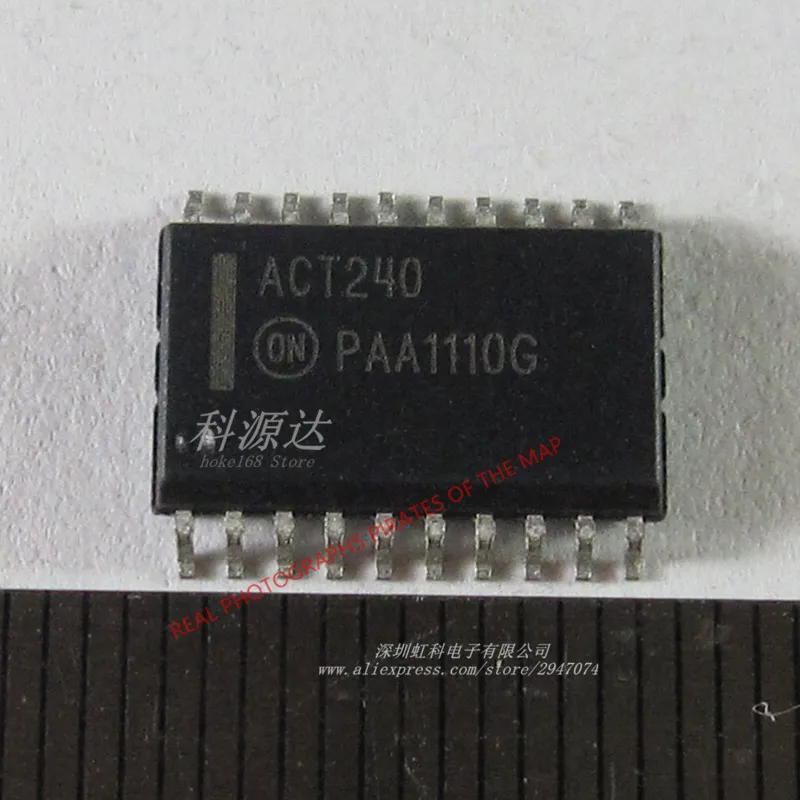 ACT240
ON PAA1110G
科源达
hoke168 Store
REAL PHOTOGRAPHS PIRATES OF THE MAP
深圳虹科电子有限公司
www.aliexpress.com/store/2947074